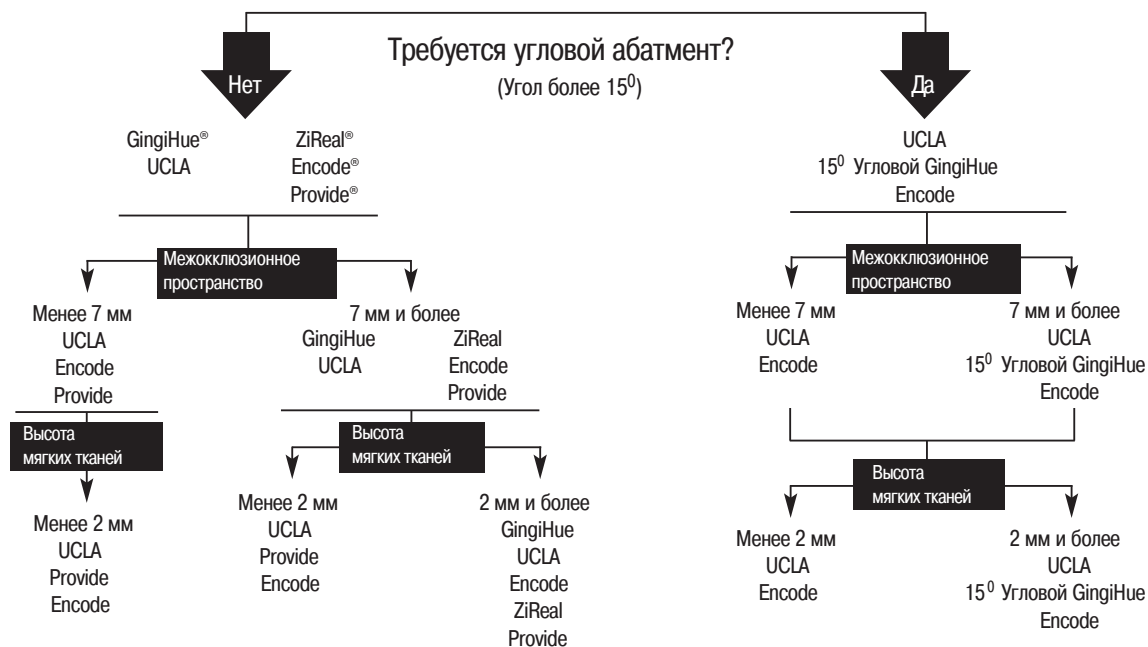 Требуется угловой абатмент?
(Угол более 15⁰)
Нет
GingiHue®
UCLA
ZiReal®
Encode®
Provide®
Межокклюзионное
пространство
Менее 7 мм
UCLA
Encode
Provide
7 мм и более
GingiHue
UCLA
ZiReal
Encode
Provide
Высота
мягких тканей
Менее 2 мм
UCLA
Provide
Encode
Высота
мягких тканей
Менее 2 мм
UCLA
Provide
Encode
2 мм и более
GingiHue
UCLA
Encode
ZiReal
Provide
Да
UCLA
15⁰ Угловой GingiHue
Encode
Межокклюзионное
пространство
Менее 7 мм
UCLA
Encode
7 мм и более
UCLA
15⁰ Угловой GingiHue
Encode
Высота
мягких тканей
Менее 2 мм
UCLA
Encode
2 мм и более
UCLA
15⁰ Угловой GingiHue
Encode